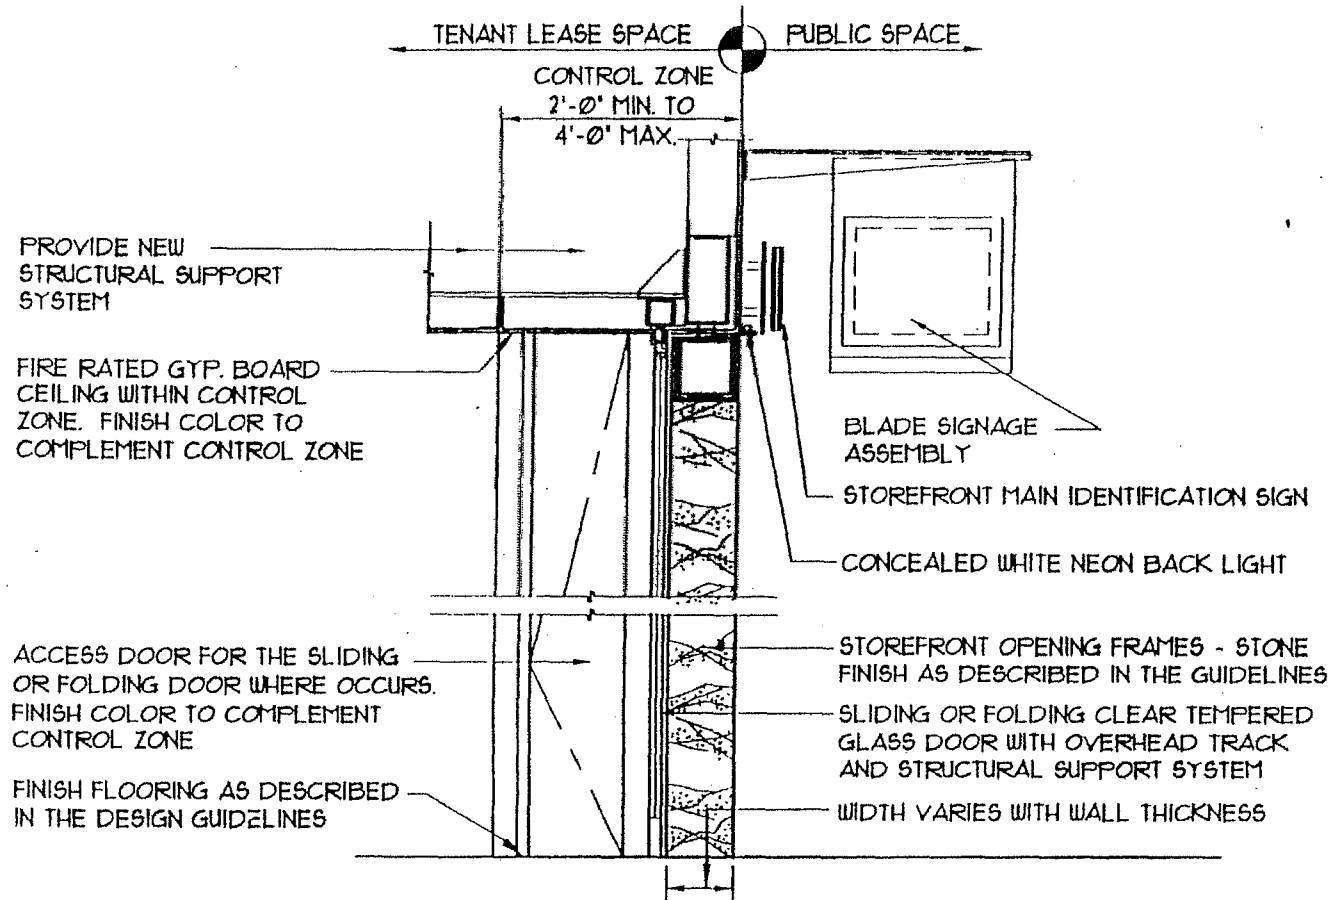 TENANT LEASE SPACE
PUBLIC SPACE
CONTROL ZONE
2'-0" MIN. TO
4'-0" MAX.
PROVIDE NEW
STRUCTURAL SUPPORT
SYSTEM
FIRE RATED GYP. BOARD
CEILING WITHIN CONTROL
ZONE. FINISH COLOR TO
COMPLEMENT CONTROL ZONE
BLADE SIGNAGE
ASSEMBLY
STOREFRONT MAIN IDENTIFICATION SIGN
CONCEALED WHITE NEON BACK LIGHT
ACCESS DOOR FOR THE SLIDING
OR FOLDING DOOR WHERE OCCURS.
FINISH COLOR TO COMPLEMENT
CONTROL ZONE
FINISH FLOORING AS DESCRIBED
IN THE DESIGN GUIDELINES
STOREFRONT OPENING FRAMES - STONE
FINISH AS DESCRIBED IN THE GUIDELINES
SLIDING OR FOLDING CLEAR TEMPERED
GLASS DOOR WITH OVERHEAD TRACK
AND STRUCTURAL SUPPORT SYSTEM
WIDTH VARIES WITH WALL THICKNESS